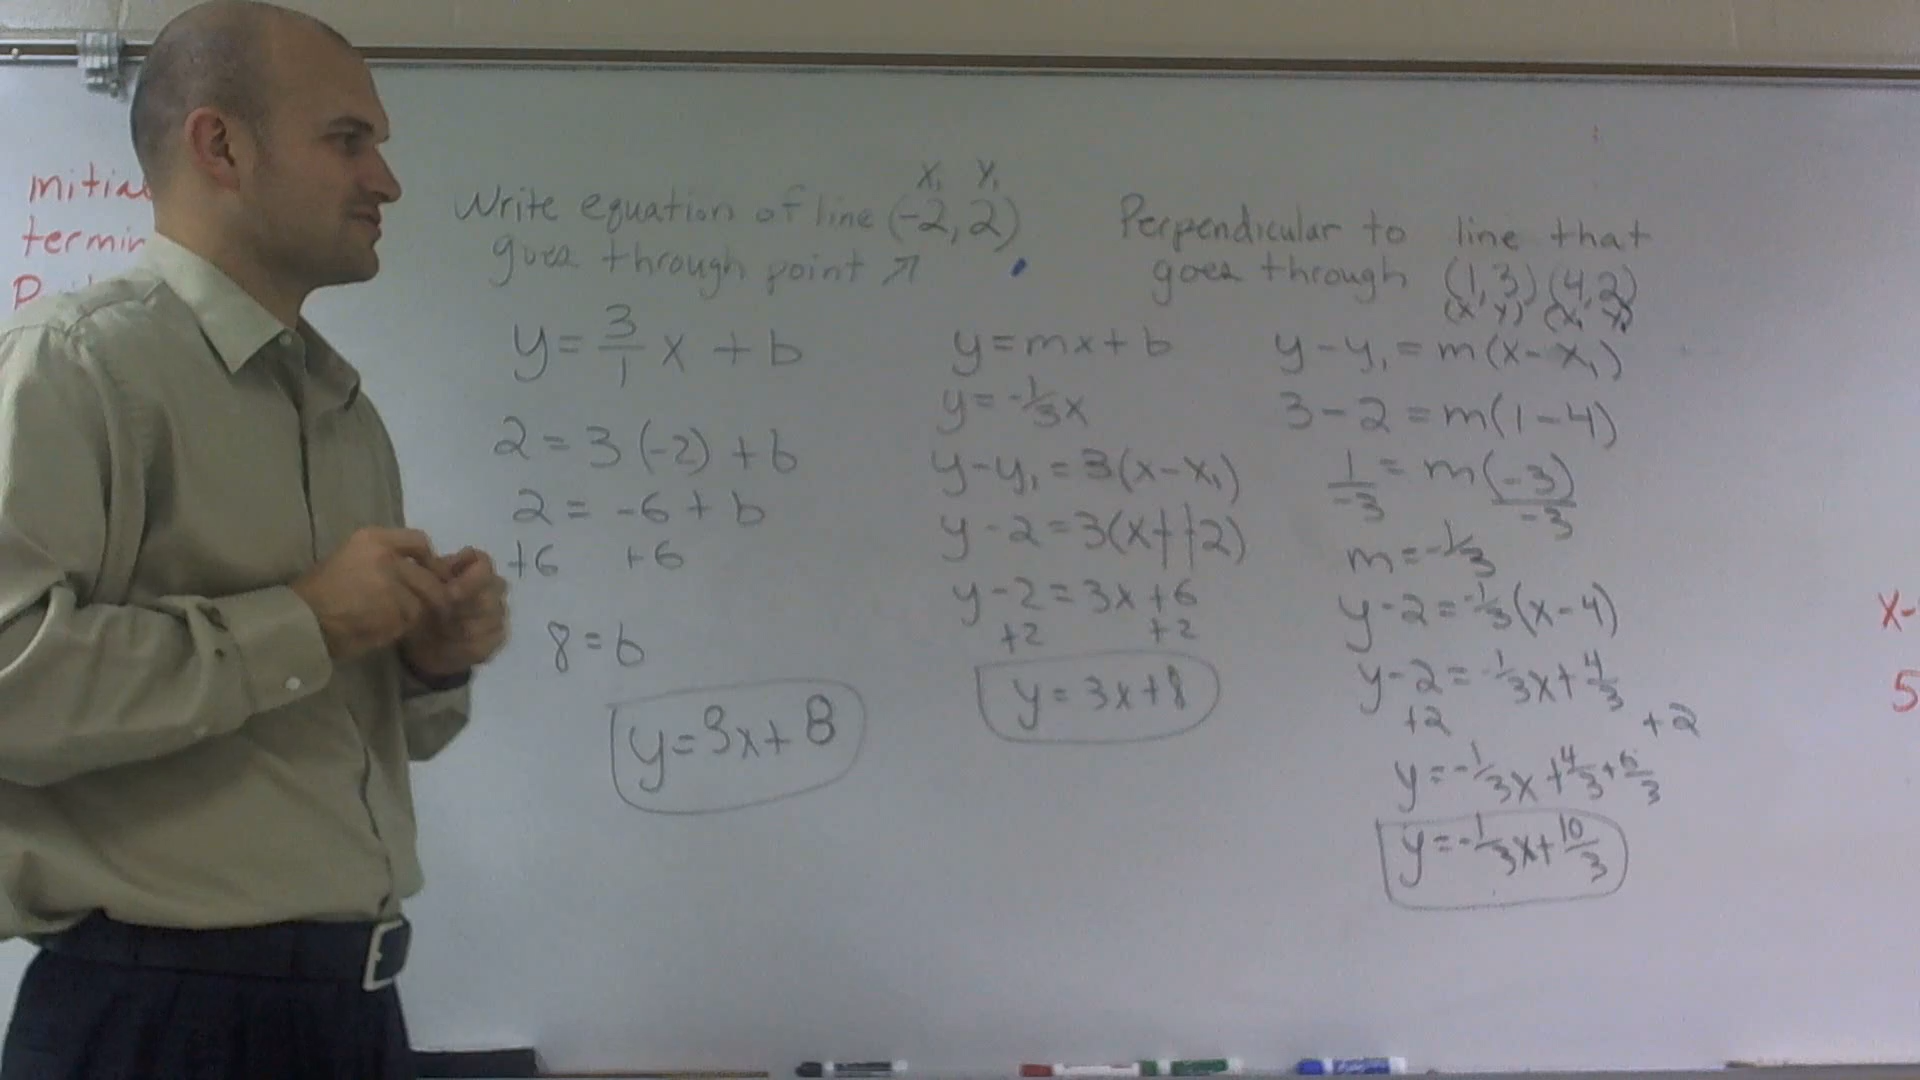 mitial
termin
P
x₁ y₁
Write equation of line (-2, 2)
goes through point ↗
y = 3/1 x + b
2 = 3(-2) + b
2 = -6 + b
+6 +6
8 = b
y = 3x + 8
y = mx + b
y = -1/3x
y - y₁ = 3(x - x₁)
y - 2 = 3(x + +2)
y - 2 = 3x + 6
+2 +2
y = 3x + 8
Perpendicular to line that
goes through (1, 3) (4, 2)
(x y) (x₁ y₁)
y - y₁ = m(x - x₁)
3 - 2 = m(1 - 4)
1/-3 = m(-3)/-3
m = -1/3
y - 2 = -1/3(x - 4)
y - 2 = -1/3x + 4/3
+2 +2
y = -1/3x + 4/3 + 6/3
y = -1/3x + 10/3
x-
5